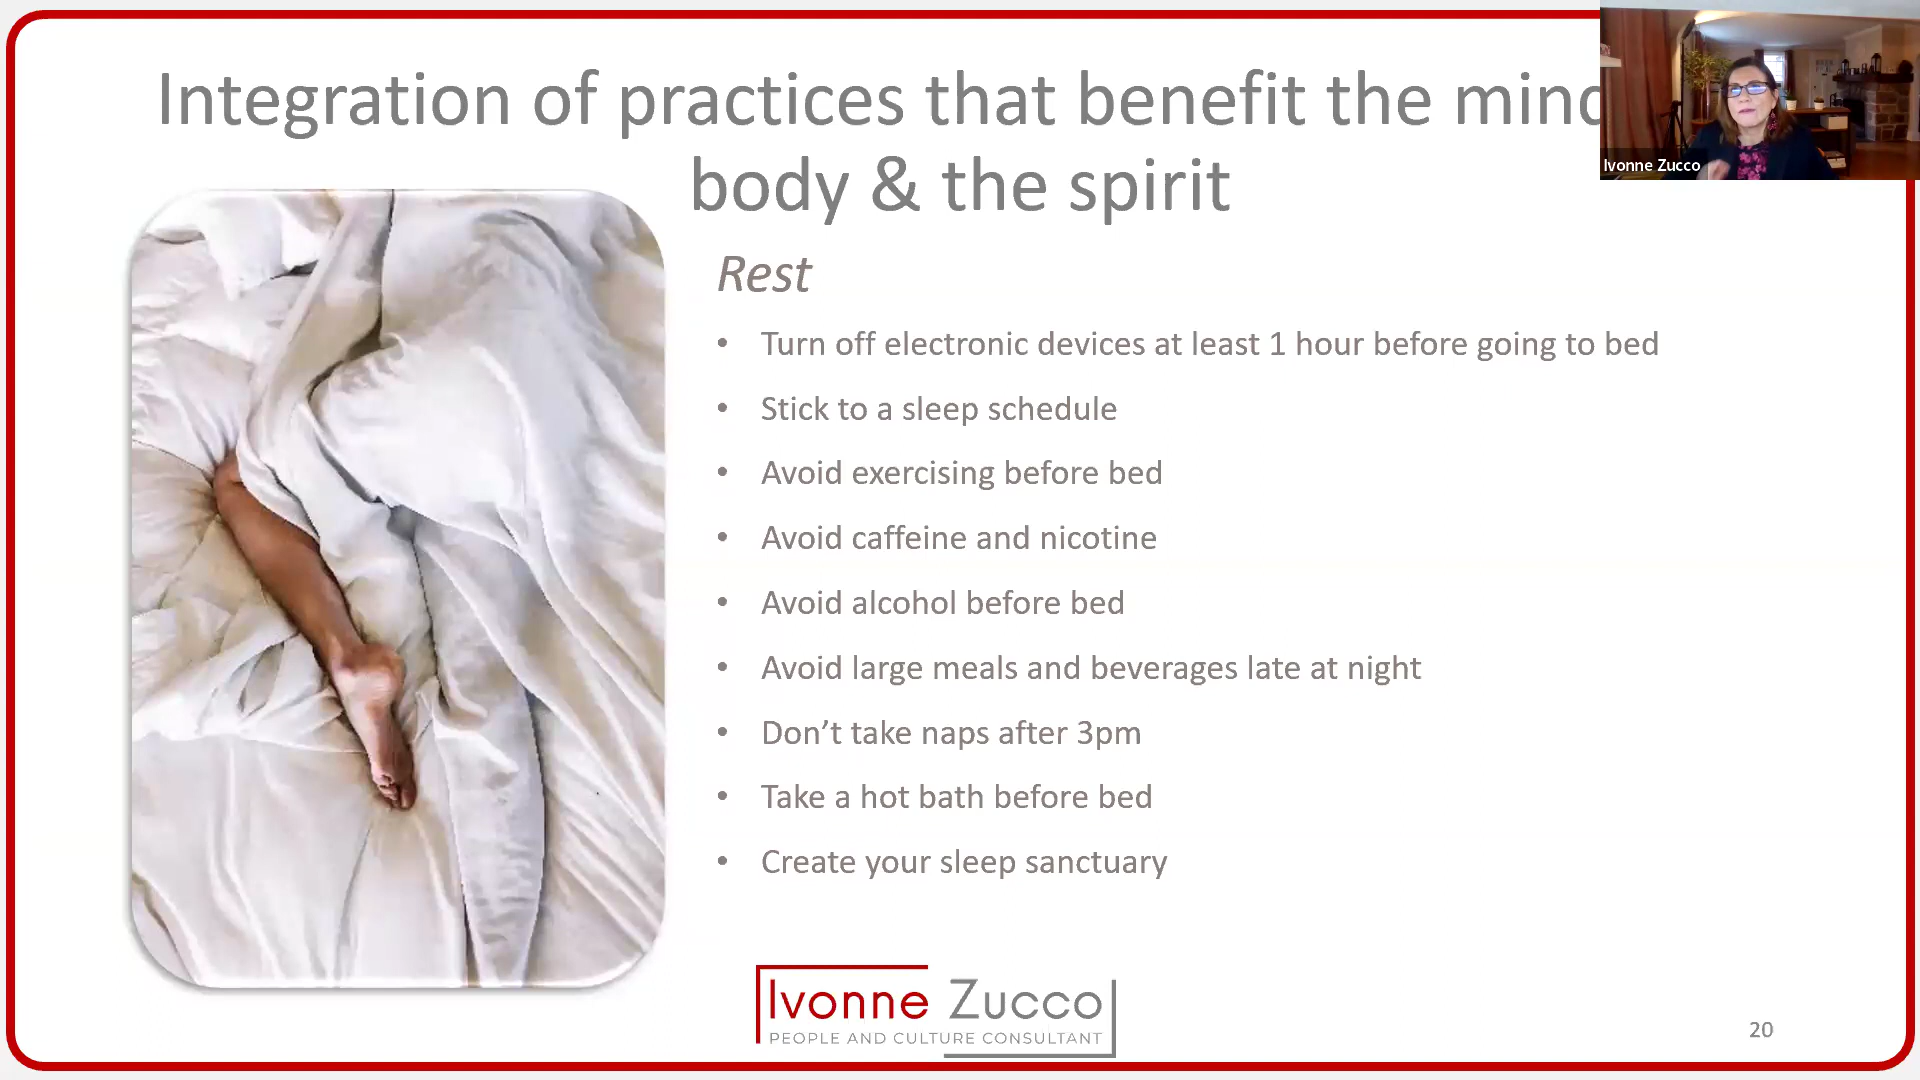 Integration of practices that benefit the mind
body & the spirit
Ivonne Zucco
Rest
• Turn off electronic devices at least 1 hour before going to bed
• Stick to a sleep schedule
• Avoid exercising before bed
• Avoid caffeine and nicotine
• Avoid alcohol before bed
• Avoid large meals and beverages late at night
• Don’t take naps after 3pm
• Take a hot bath before bed
• Create your sleep sanctuary
Ivonne Zucco
PEOPLE AND CULTURE CONSULTANT
20